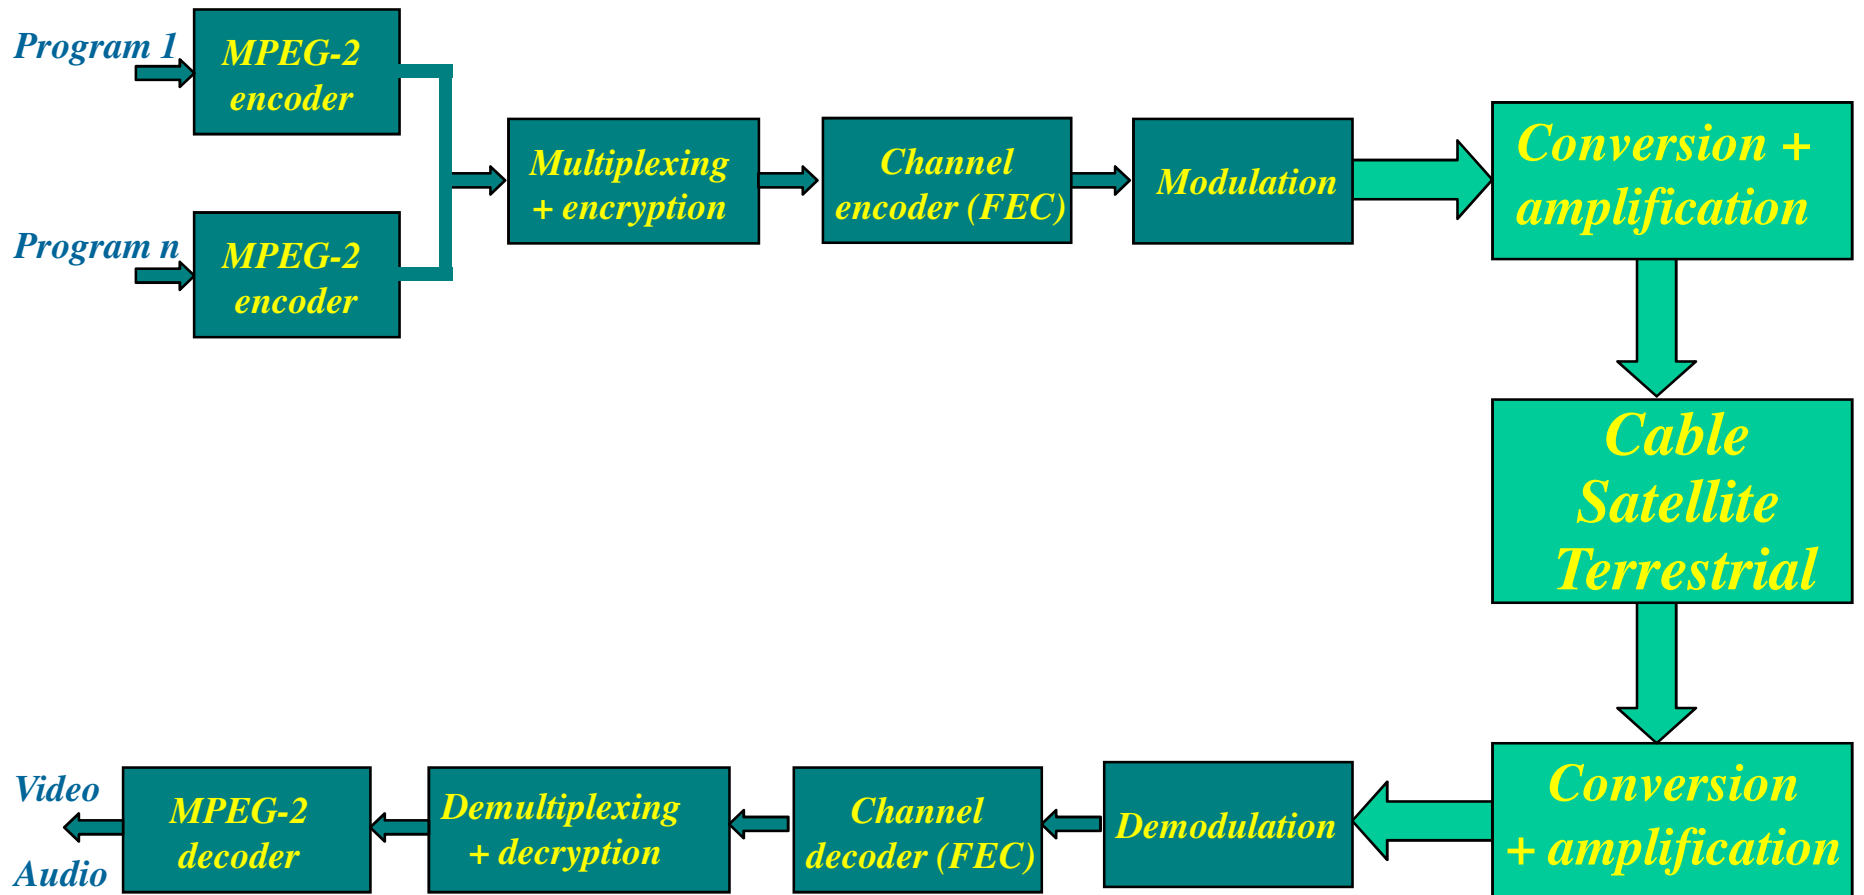 Program 1
MPEG-2
encoder
Program n
MPEG-2
encoder
Multiplexing
+ encryption
Channel
encoder (FEC)
Modulation
Conversion +
amplification
Cable
Satellite
Terrestrial
Conversion
+ amplification
Demodulation
Channel
decoder (FEC)
Demultiplexing
+ decryption
MPEG-2
decoder
Video
Audio